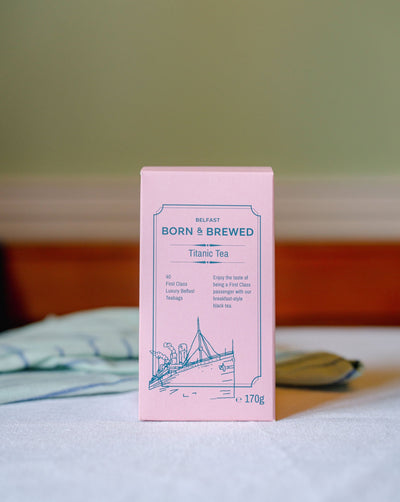 BELFAST
BORN & BREWED
Titanic Tea
40
First Class
Luxury Belfast
Teabags
Enjoy the taste of
being a First Class
passenger with our
breakfast-style
black tea.
℮ 170g